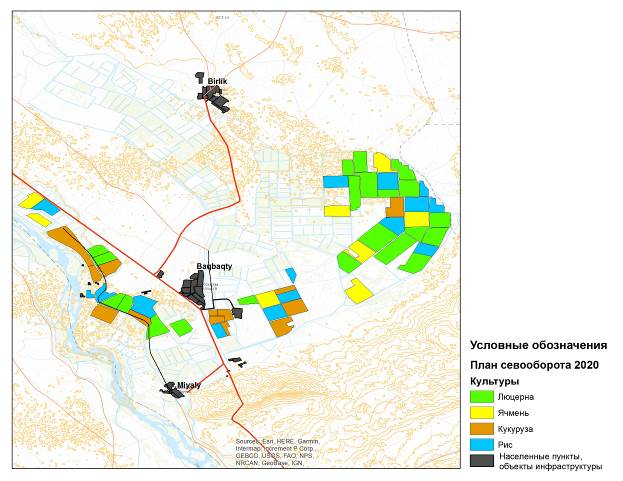 Birlik
Baqbaqty
Miyaly
Условные обозначения
План севооборота 2020
Культуры
Люцерна
Ячмень
Кукуруза
Рис
Населенные пункты,
объекты инфраструктуры
Sources: Esri, HERE, Garmin,
Intermap, increment P Corp.,
GEBCO, USGS, FAO, NPS,
NRCAN, GeoBase, IGN,